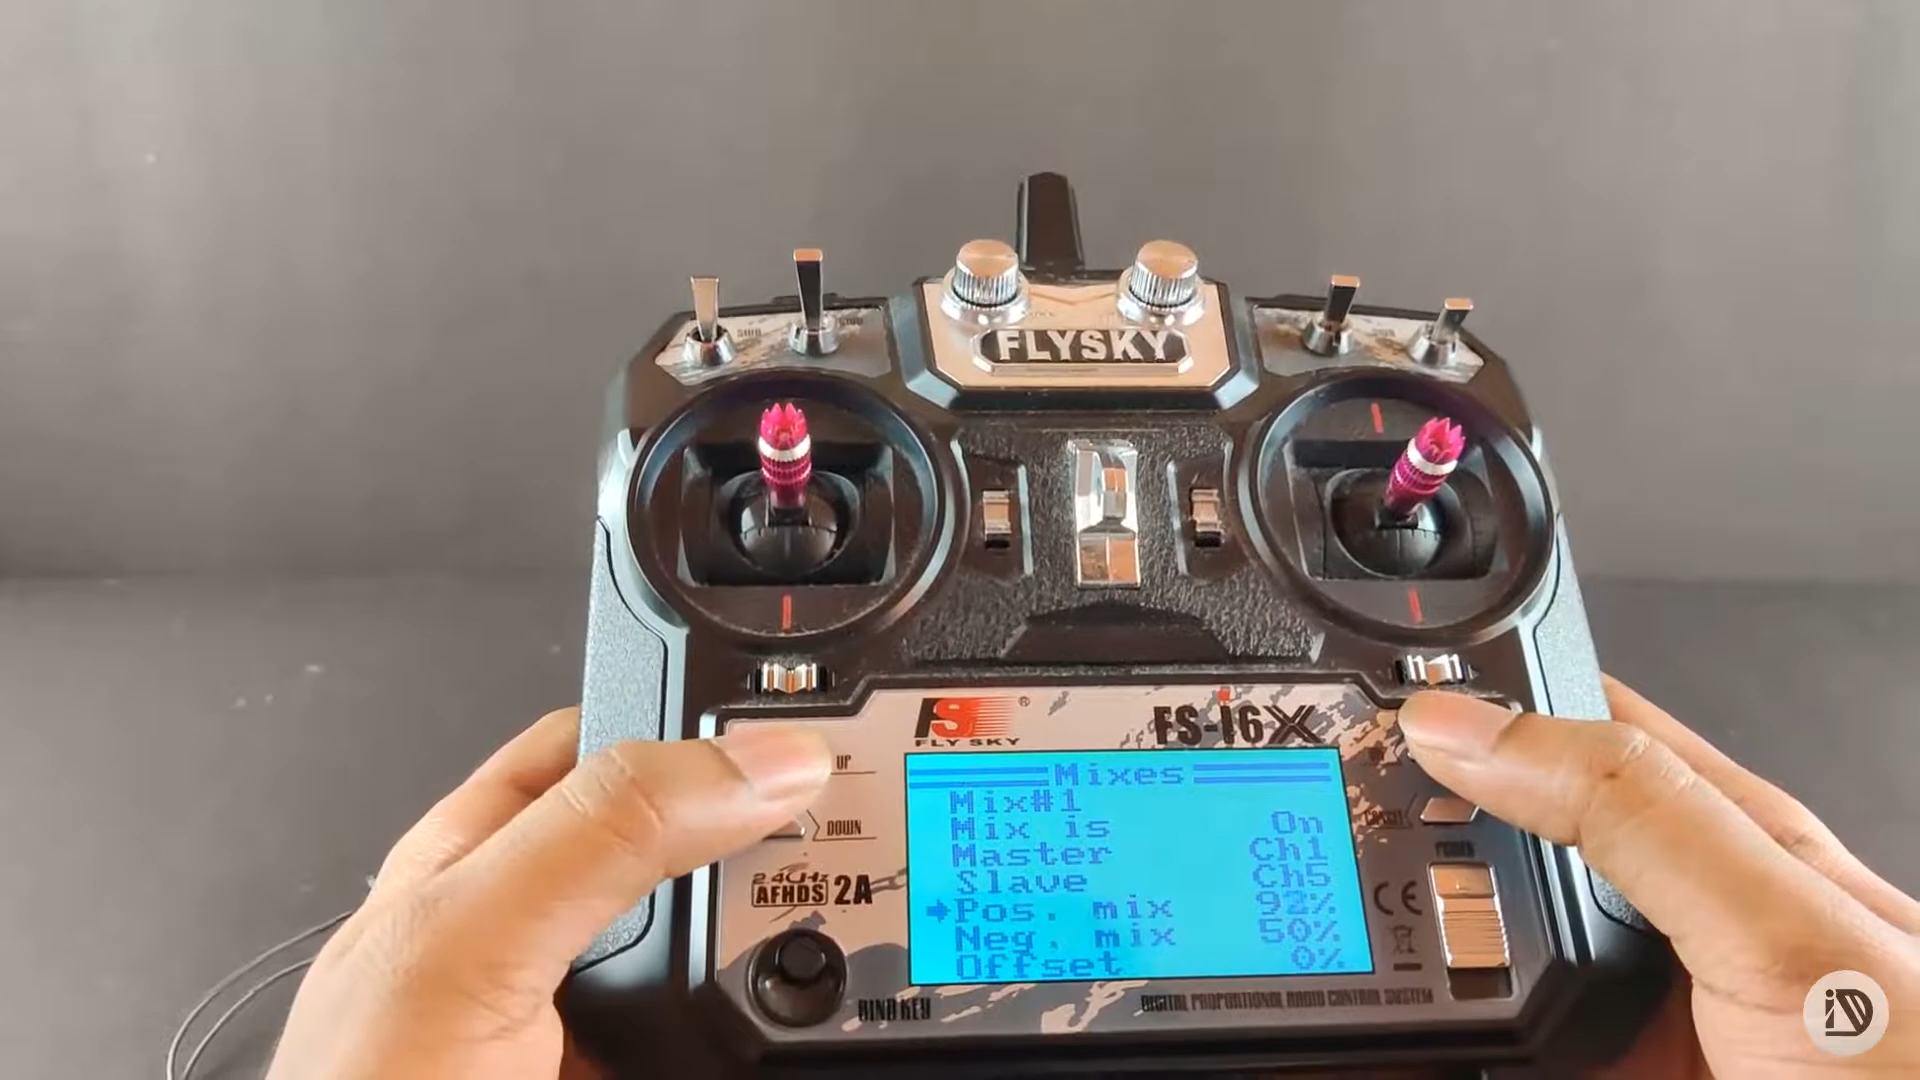 FLYSKY
FLY SKY
FS-i6X
UP
DOWN
2.4GHz
AFHDS 2A
POWER
BIND KEY
DIGITAL PROPORTIONAL RADIO CONTROL SYSTEM
CE
Mixes
Mix#1
Mix is On
Master Ch1
Slave Ch5
Pos. mix 92%
Neg. mix 50%
Offset 0%